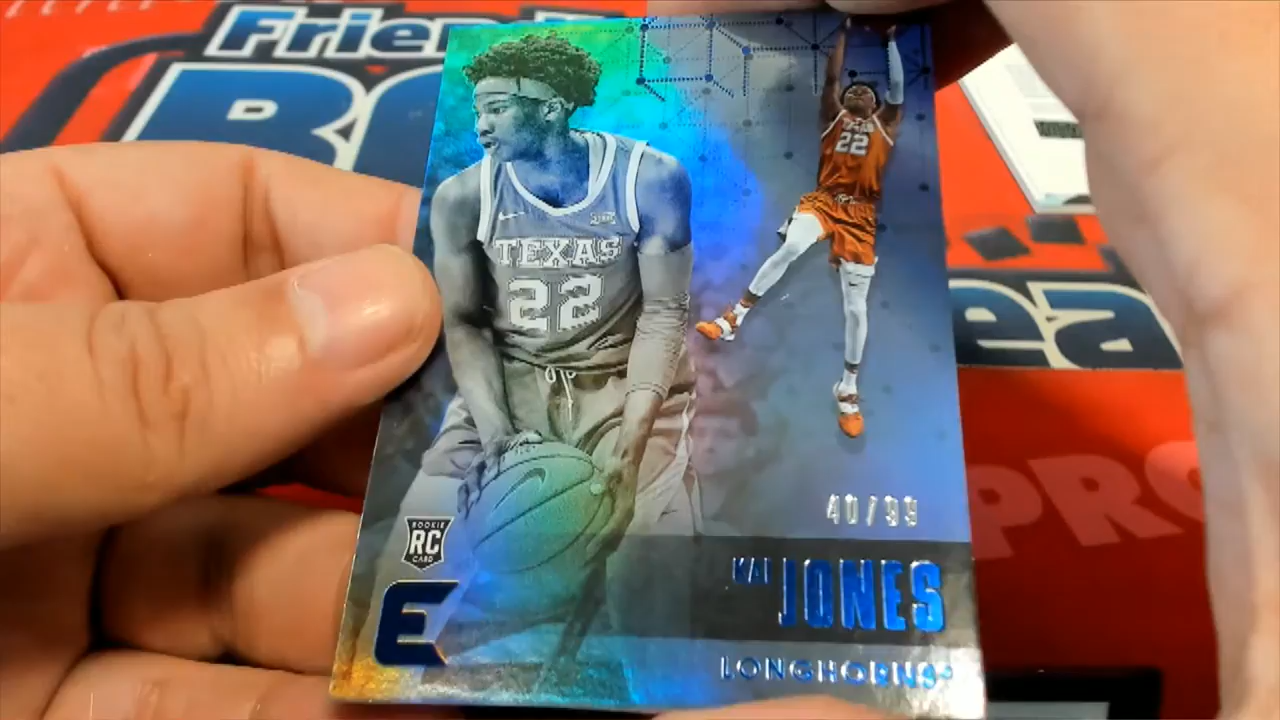 TEXAS
22
22
40/99
ROOKIE
RC
CARD
KAI JONES
E
LONGHORNS